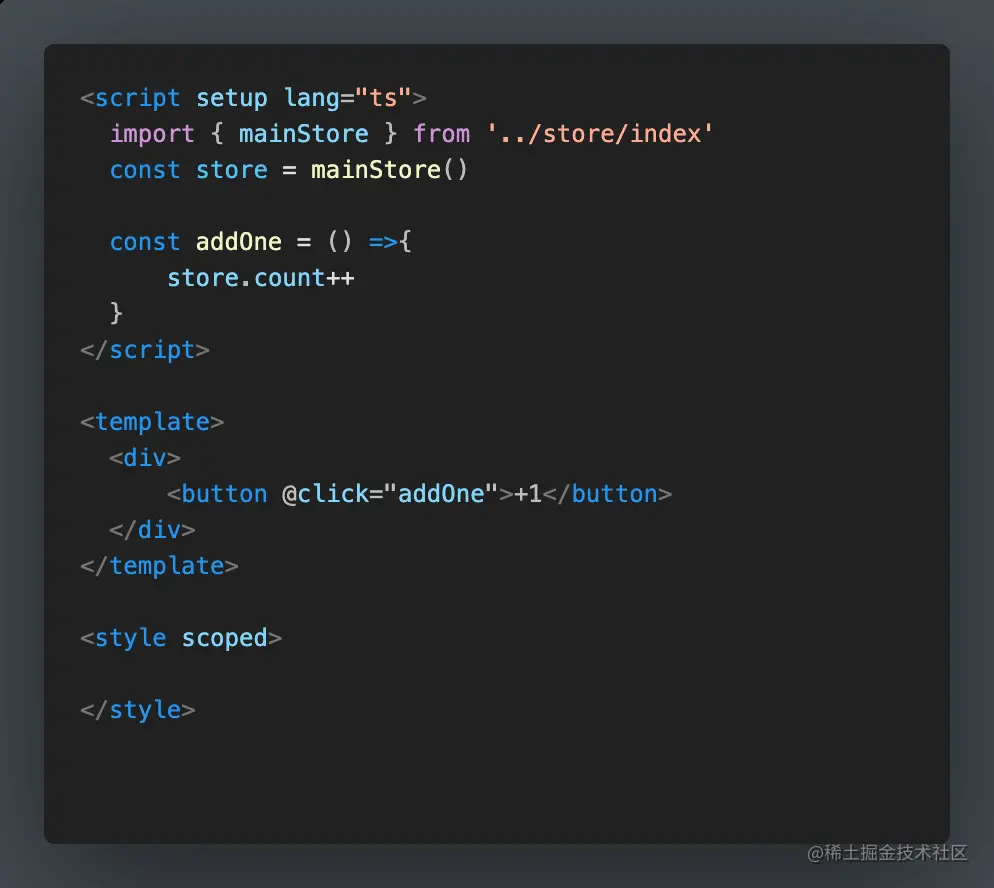 <script setup lang="ts">
  import { mainStore } from '../store/index'
  const store = mainStore()

  const addOne = () =>{
      store.count++
  }
</script>

<template>
  <div>
      <button @click="addOne">+1</button>
  </div>
</template>

<style scoped>

</style>
@稀土掘金技术社区